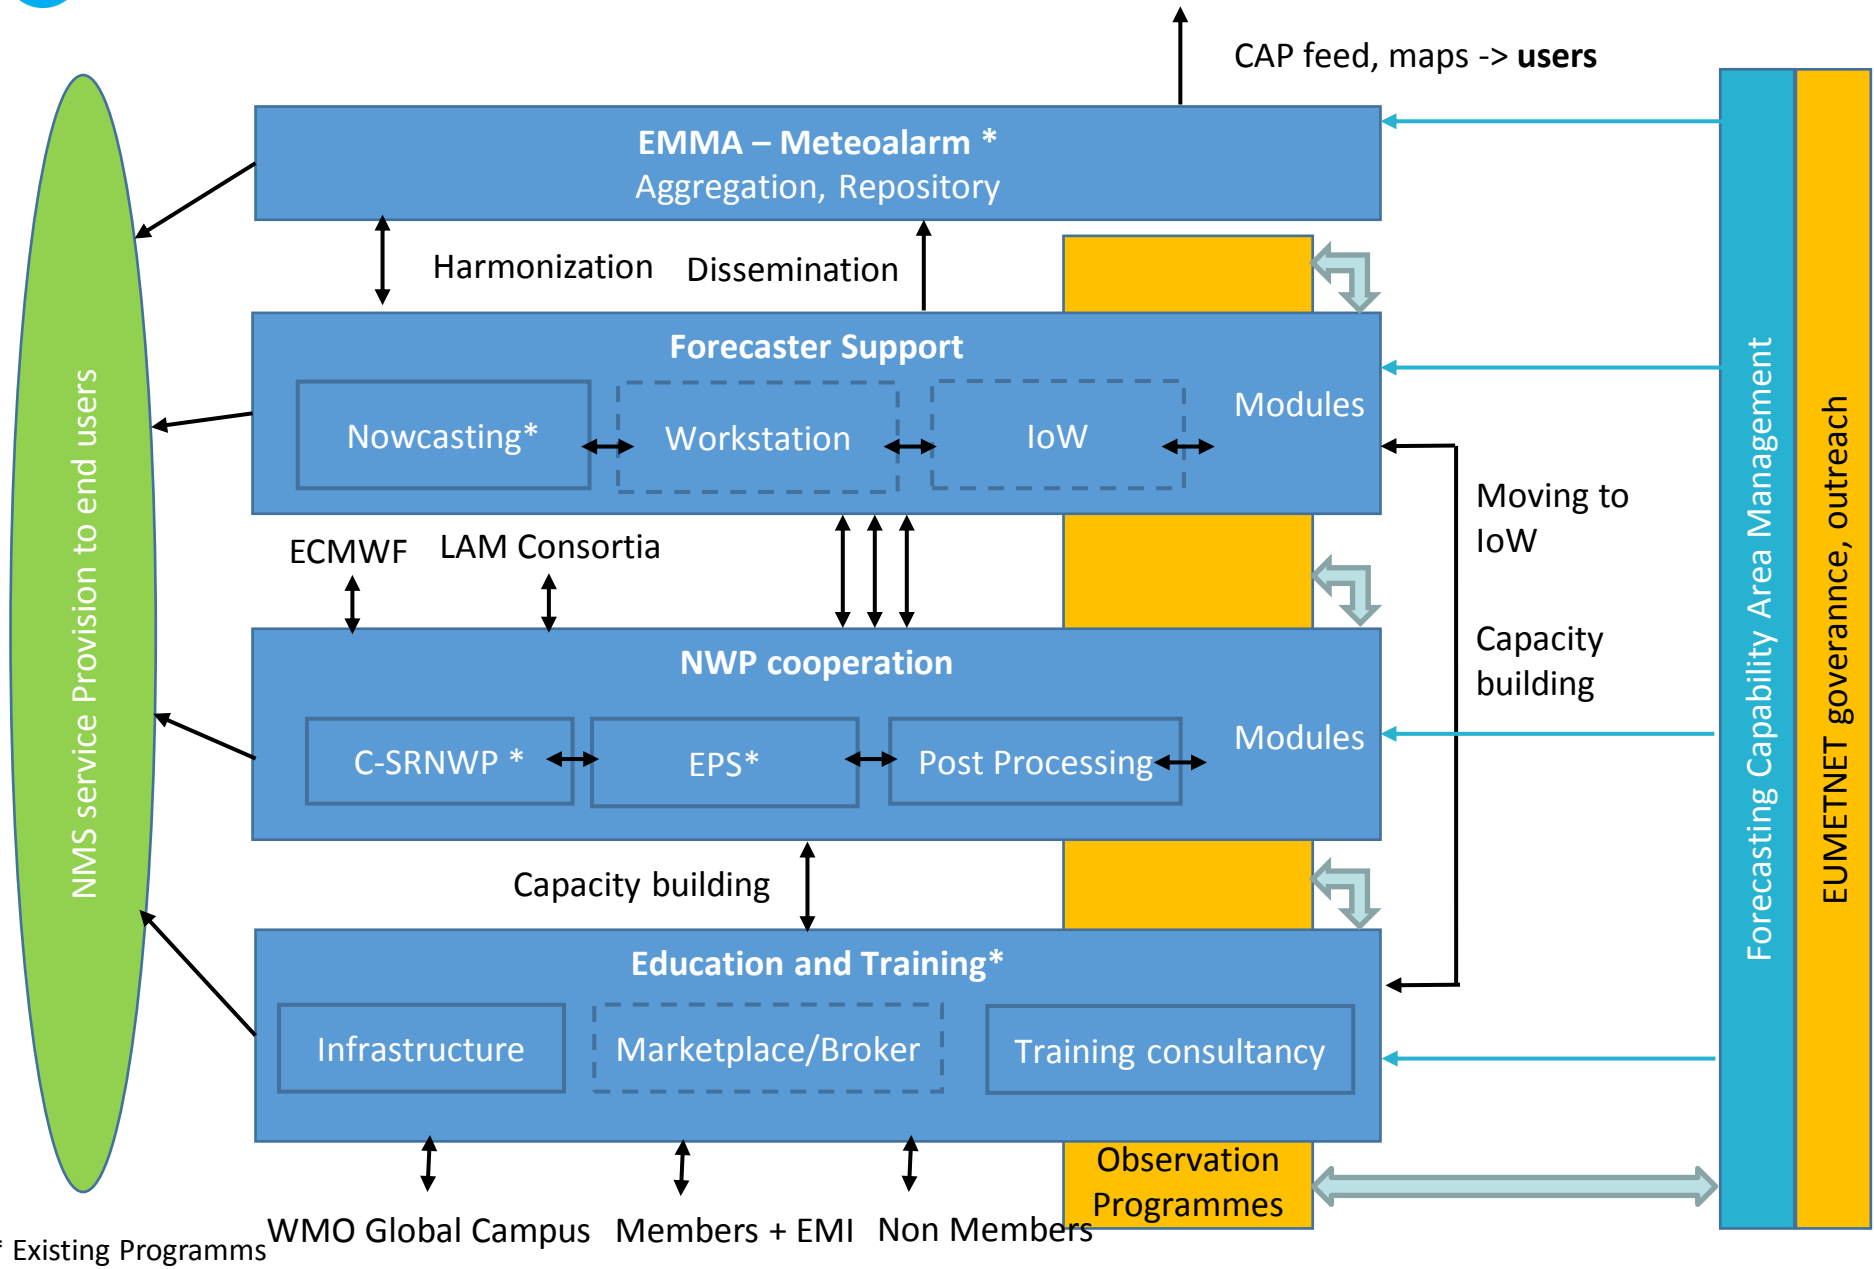 CAP feed, maps -> users
EMMA – Meteoalarm *
Aggregation, Repository
Harmonization
Dissemination
Forecaster Support
Nowcasting*
Workstation
IoW
Modules
ECMWF
LAM Consortia
Moving to
IoW
NWP cooperation
C-SRNWP *
EPS*
Post Processing
Modules
Capacity
building
Capacity building
Education and Training*
Infrastructure
Marketplace/Broker
Training consultancy
Observation
Programmes
WMO Global Campus
Members + EMI
Non Members
* Existing Programms
NMS service Provision to end users
Forecasting Capability Area Management
EUMETNET goverannce, outreach